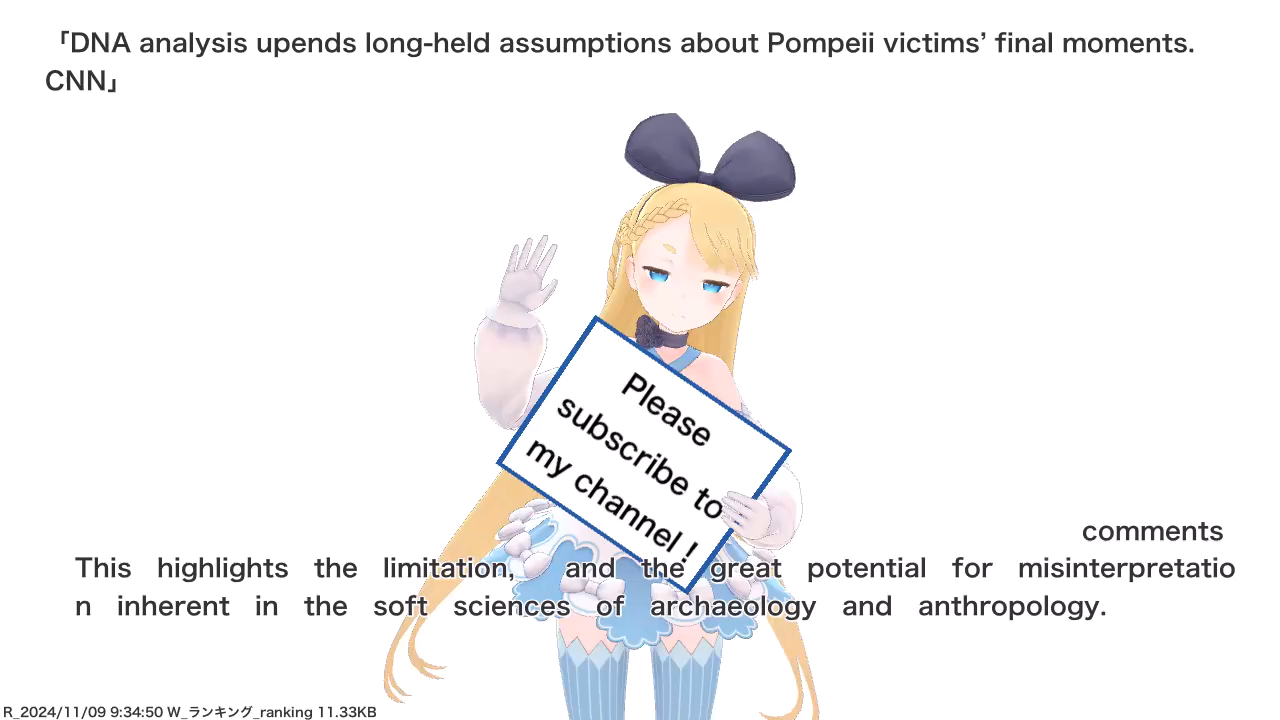 「DNA analysis upends long-held assumptions about Pompeii victims’ final moments.
CNN」
Please
subscribe to
my channel !
comments
This highlights the limitation, and the great potential for misinterpretatio
n inherent in the soft sciences of archaeology and anthropology.
R_2024/11/09 9:34:50 W_ランキング_ranking 11.33KB